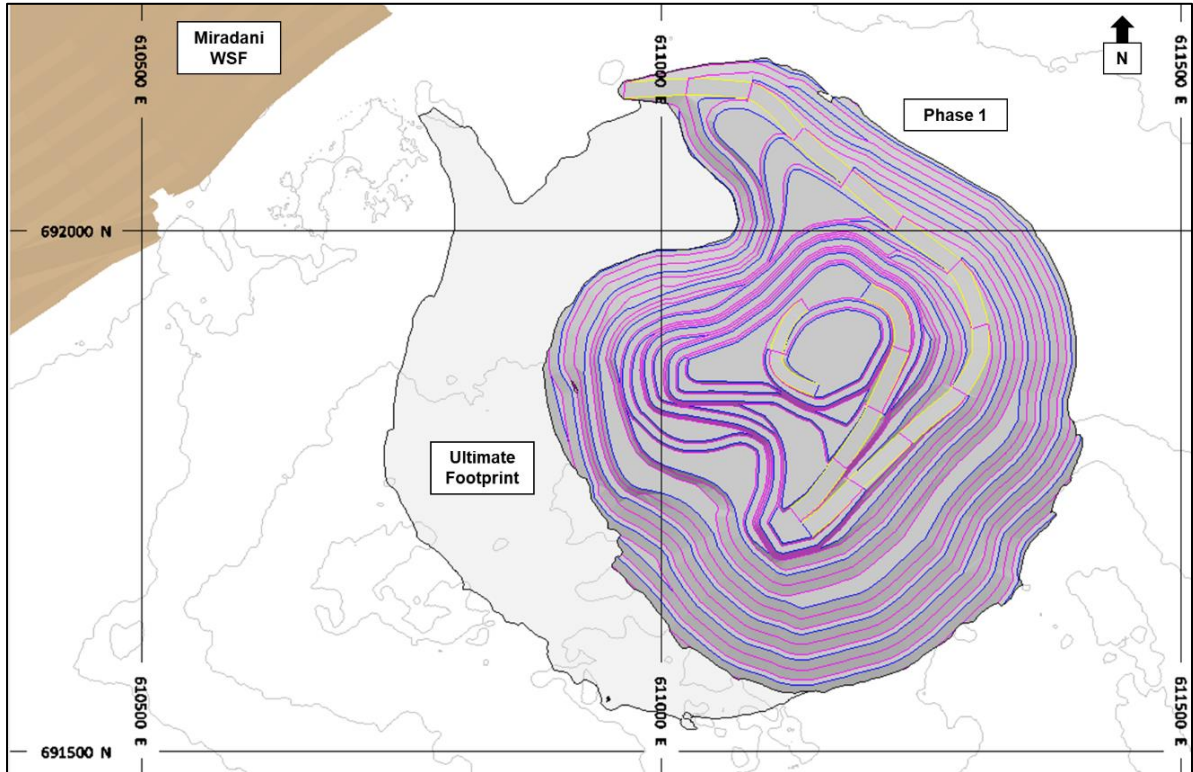 Miradani
WSF
610500 E
611000 E
611500 E
N
Phase 1
692000 N
Ultimate
Footprint
610500 E
611000 E
611500 E
691500 N